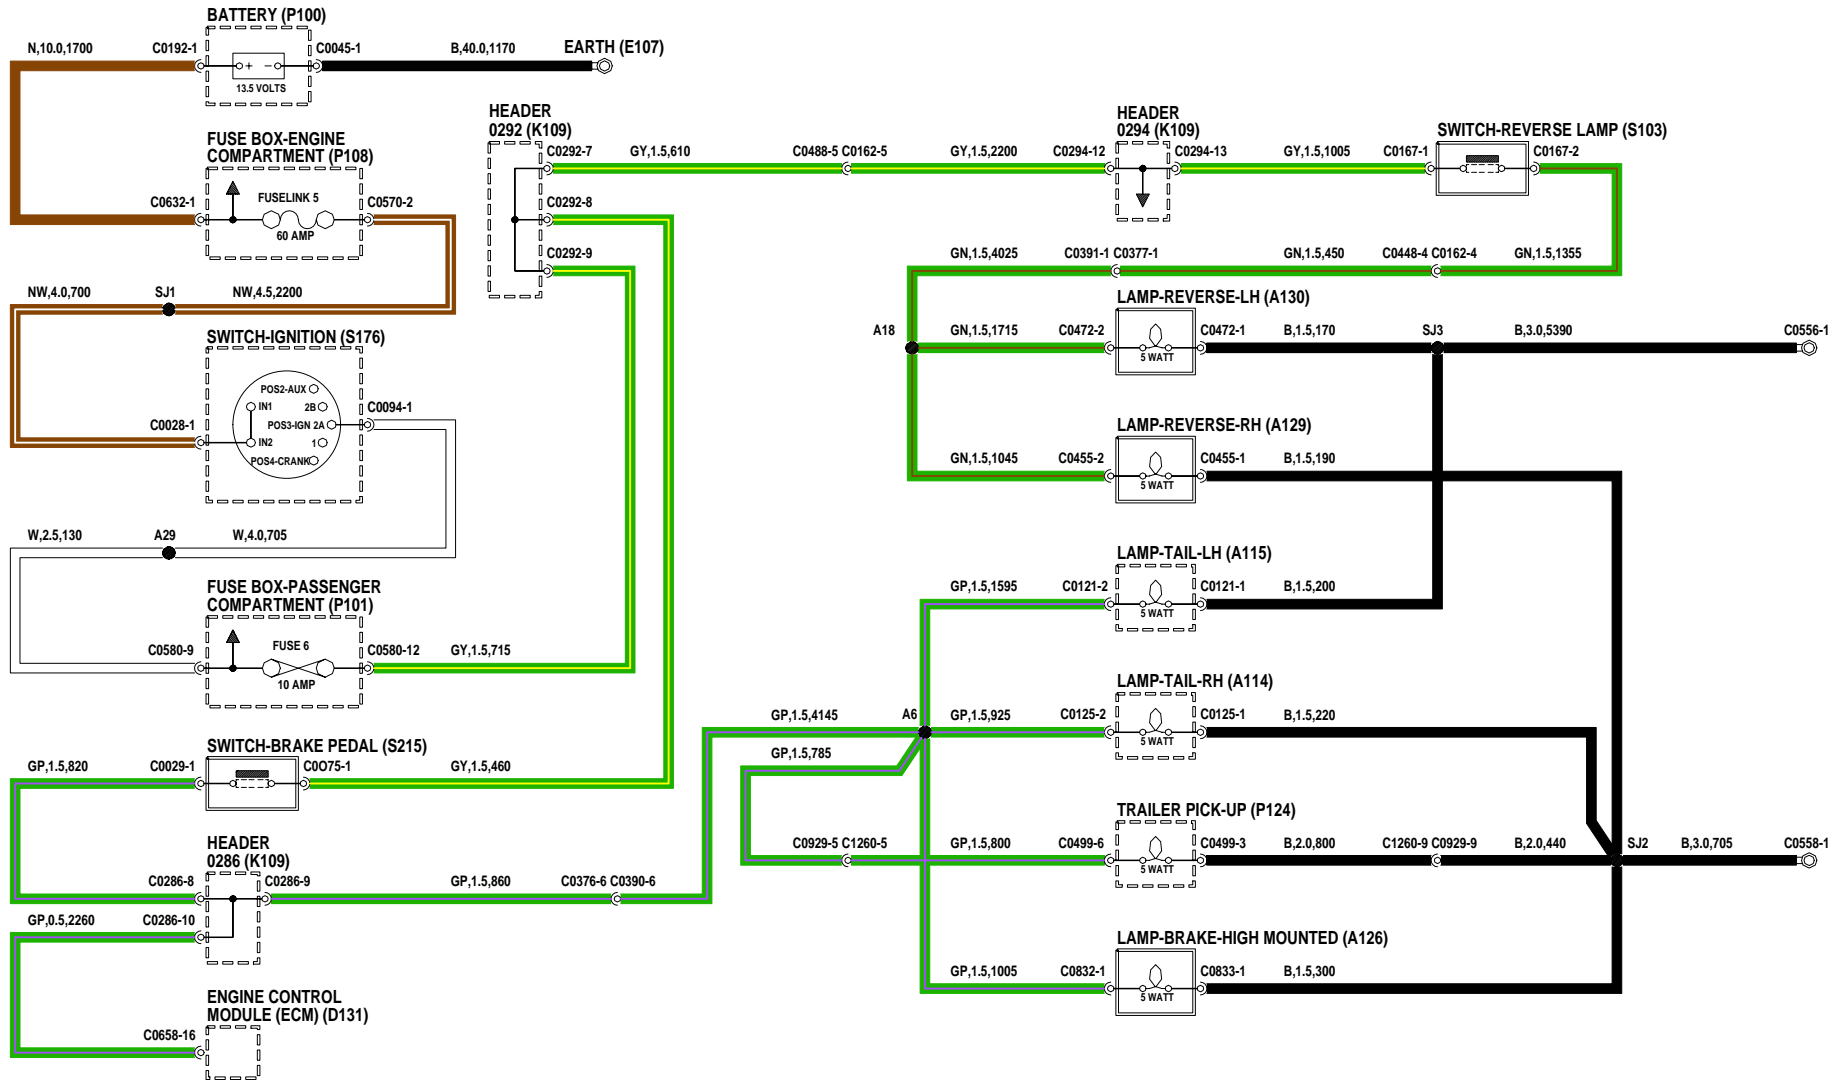 BATTERY (P100)
N,10.0,1700
C0192-1
C0045-1
B,40.0,1170
EARTH (E107)
+ -
13.5 VOLTS
FUSE BOX-ENGINE
COMPARTMENT (P108)
C0632-1
FUSELINK 5
60 AMP
C0570-2
NW,4.0,700
SJ1
NW,4.5,2200
SWITCH-IGNITION (S176)
POS2-AUX
IN1
2B
POS3-IGN 2A
IN2
1
POS4-CRANK
C0028-1
C0094-1
W,2.5,130
A29
W,4.0,705
FUSE BOX-PASSENGER
COMPARTMENT (P101)
C0580-9
FUSE 6
10 AMP
C0580-12
GY,1.5,715
SWITCH-BRAKE PEDAL (S215)
GP,1.5,820
C0029-1
C0O75-1
GY,1.5,460
HEADER
0286 (K109)
C0286-8
C0286-9
GP,1.5,860
C0376-6 C0390-6
GP,0.5,2260
C0286-10
ENGINE CONTROL
MODULE (ECM) (D131)
C0658-16
HEADER
0292 (K109)
C0292-7
GY,1.5,610
C0488-5 C0162-5
GY,1.5,2200
C0294-12
C0292-8
C0292-9
HEADER
0294 (K109)
C0294-13
GY,1.5,1005
C0167-1
SWITCH-REVERSE LAMP (S103)
C0167-2
GN,1.5,4025
C0391-1 C0377-1
GN,1.5,450
C0448-4 C0162-4
GN,1.5,1355
LAMP-REVERSE-LH (A130)
A18
GN,1.5,1715
C0472-2
5 WATT
C0472-1
B,1.5,170
SJ3
B,3.0,5390
C0556-1
LAMP-REVERSE-RH (A129)
GN,1.5,1045
C0455-2
5 WATT
C0455-1
B,1.5,190
LAMP-TAIL-LH (A115)
GP,1.5,1595
C0121-2
5 WATT
C0121-1
B,1.5,200
LAMP-TAIL-RH (A114)
GP,1.5,4145
A6
GP,1.5,925
C0125-2
5 WATT
C0125-1
B,1.5,220
GP,1.5,785
TRAILER PICK-UP (P124)
C0929-5 C1260-5
GP,1.5,800
C0499-6
5 WATT
C0499-3
B,2.0,800
C1260-9 C0929-9
B,2.0,440
SJ2
B,3.0,705
C0558-1
LAMP-BRAKE-HIGH MOUNTED (A126)
GP,1.5,1005
C0832-1
5 WATT
C0833-1
B,1.5,300